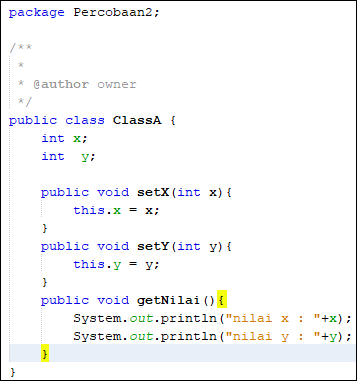 package Percobaan2;
/**
 *
 * @author owner
 */
public class ClassA {
    int x;
    int  y;
    public void setX(int x){
        this.x = x;
    }
    public void setY(int y){
        this.y = y;
    }
    public void getNilai(){
        System.out.println("nilai x : "+x);
        System.out.println("nilai y : "+y);
    }
}